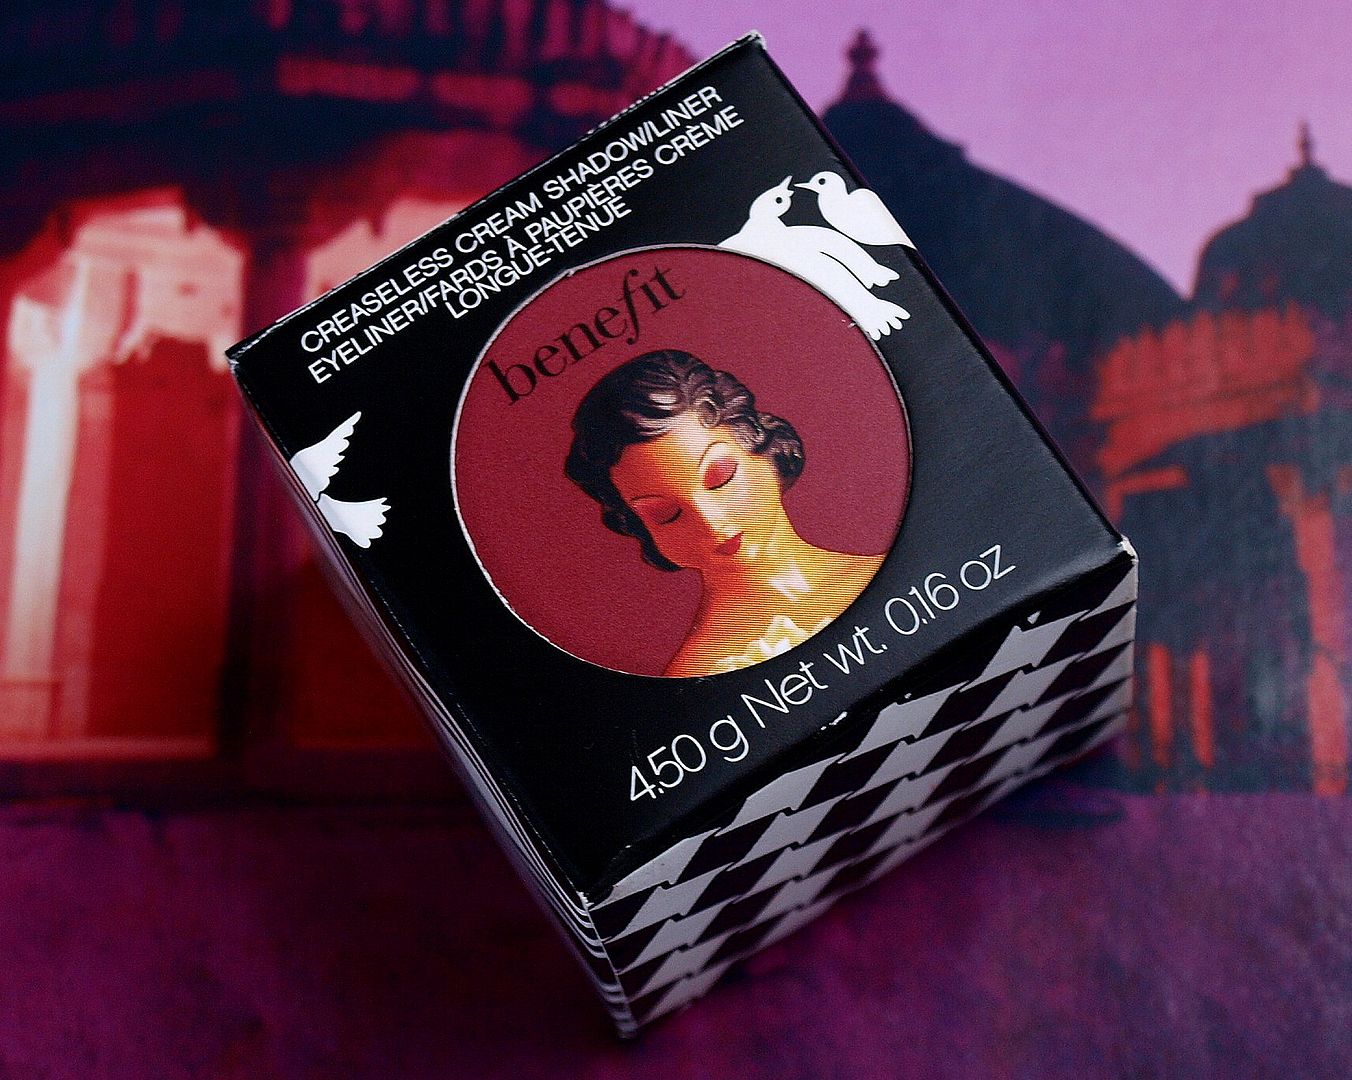 CREASELESS CREAM SHADOW/LINER
EYELINER/FARDS À PAUPIÈRES CRÈME
LONGUE-TENUE
benefit
4.50 g Net wt. 0.16 oz